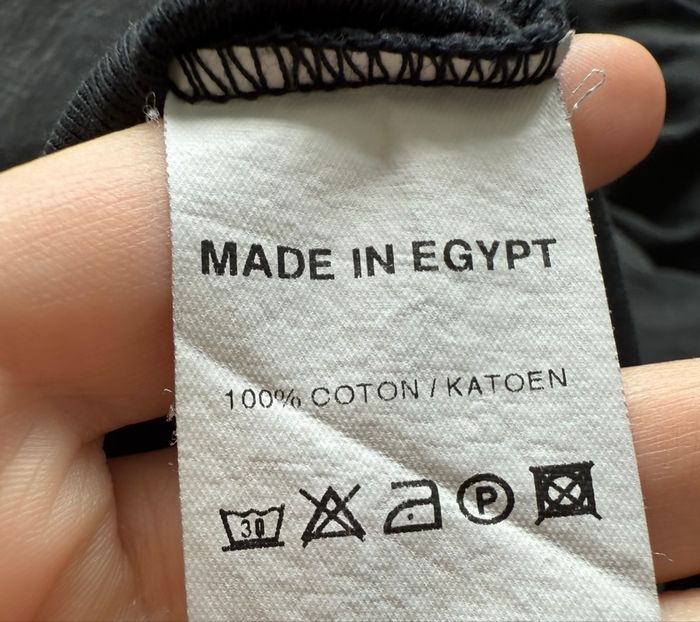 MADE IN EGYPT
100% COTON / KATOEN
30 P